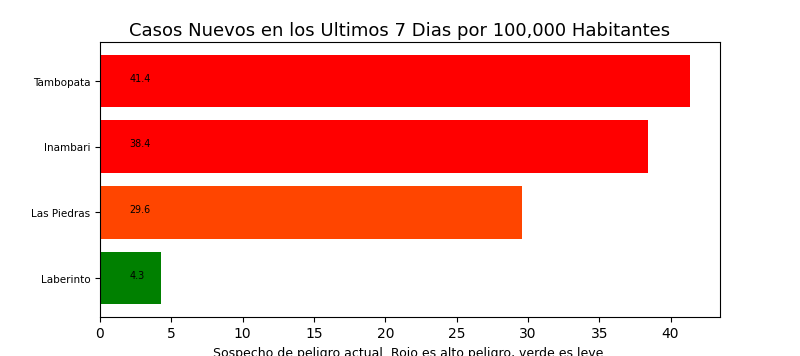 Casos Nuevos en los Ultimos 7 Dias por 100,000 Habitantes
Tambopata 41.4
Inambari 38.4
Las Piedras 29.6
Laberinto 4.3
0 5 10 15 20 25 30 35 40
Sospecho de peligro actual. Rojo es alto peligro, verde es leve